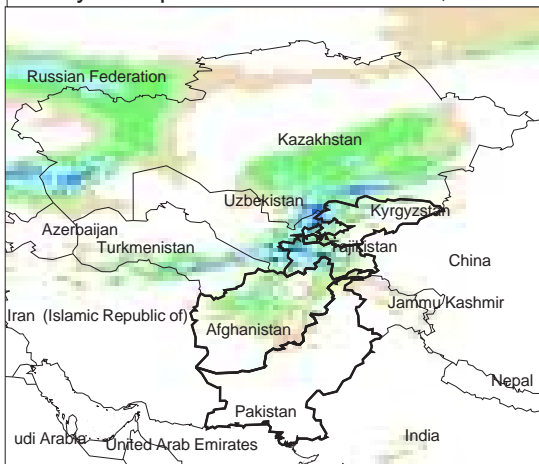 Russian Federation
Kazakhstan
Uzbekistan
Kyrgyzstan
Azerbaijan
Turkmenistan
Tajikistan
China
Jammu/Kashmir
Iran (Islamic Republic of)
Afghanistan
Nepal
Pakistan
udi Arabia
United Arab Emirates
India